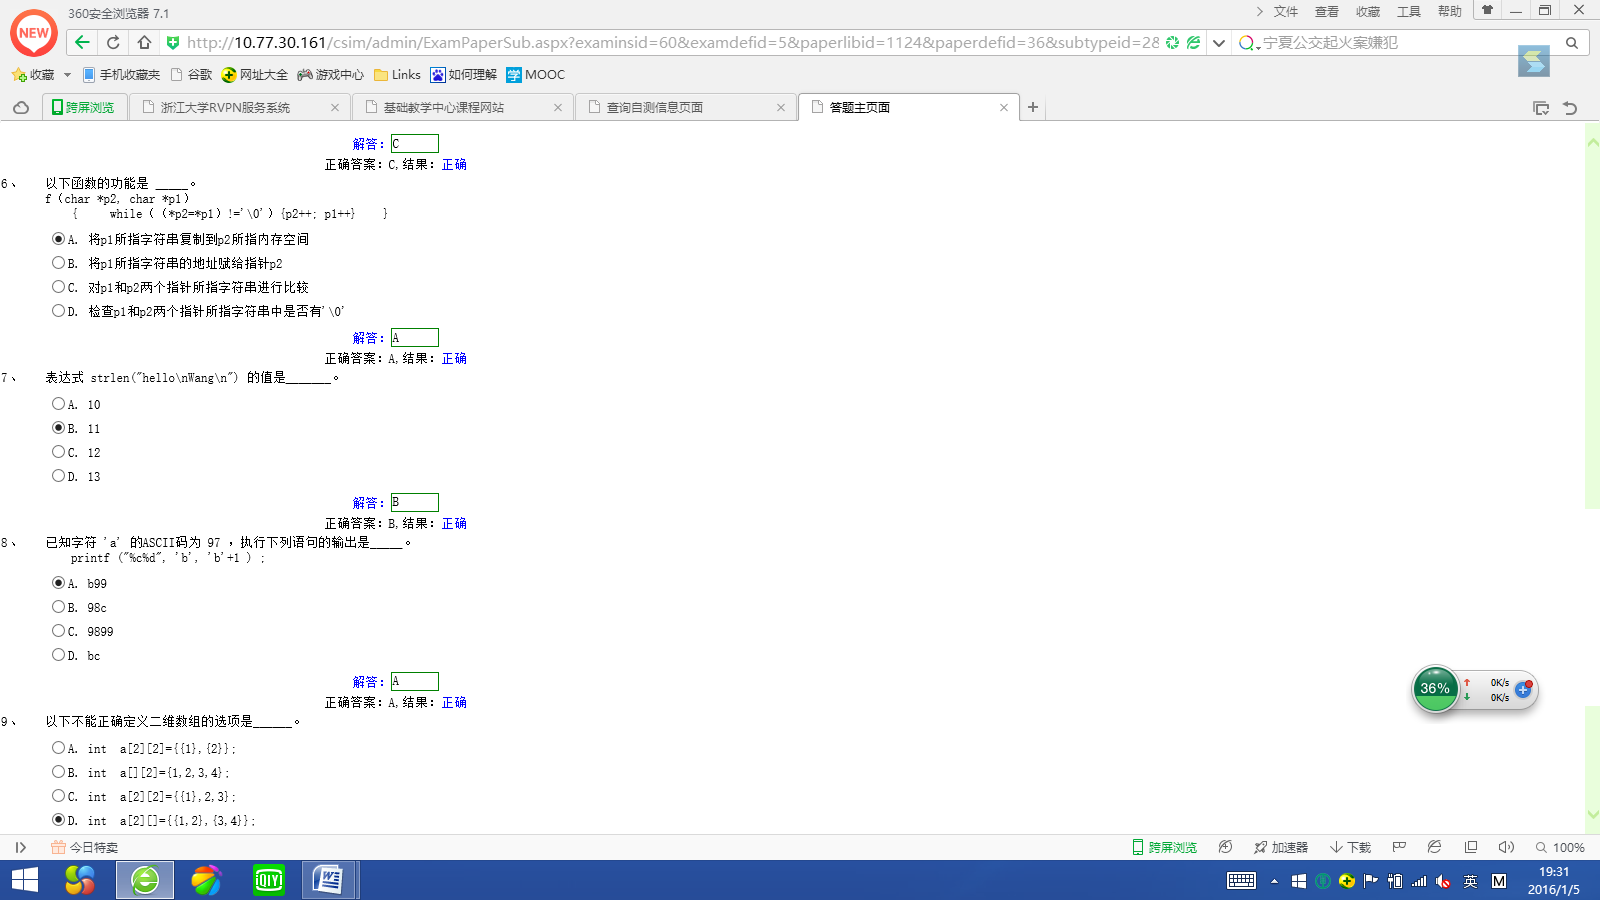 360安全浏览器 7.1
文件 查看 收藏 工具 帮助
NEW
http://10.77.30.161/csim/admin/ExamPaperSub.aspx?examinsid=60&examdefid=5&paperlibid=1124&paperdefid=36&subtypeid=28
宁夏公交起火案嫌犯
收藏 手机收藏夹 谷歌 网址大全 游戏中心 Links 如何理解 学 MOOC
跨屏浏览 浙江大学RVPN服务系统 基础教学中心课程网站 查询自测信息页面 答题主页面
解答: C
正确答案: C,结果: 正确
6、 以下函数的功能是 _____。
f (char *p2, char *p1)
{ while ( (*p2=*p1) !='\0' ) {p2++; p1++} }
A. 将p1所指字符串复制到p2所指内存空间
B. 将p1所指字符串的地址赋给指针p2
C. 对p1和p2两个指针所指字符串进行比较
D. 检查p1和p2两个指针所指字符串中是否有'\0'
解答: A
正确答案: A,结果: 正确
7、 表达式 strlen("hello\nWang\n") 的值是_______。
A. 10
B. 11
C. 12
D. 13
解答: B
正确答案: B,结果: 正确
8、 已知字符 'a' 的ASCII码为 97 ，执行下列语句的输出是_____。
printf ("%c%d", 'b', 'b'+1 ) ;
A. b99
B. 98c
C. 9899
D. bc
解答: A
正确答案: A,结果: 正确
9、 以下不能正确定义二维数组的选项是______。
A. int a[2][2]={{1},{2}};
B. int a[][2]={1,2,3,4};
C. int a[2][2]={{1},2,3};
D. int a[2][]={{1,2},{3,4}};
36% 0K/s
0K/s
今日特卖 跨屏浏览 加速器 下载 100%
QIY 英 M 19:31
2016/1/5